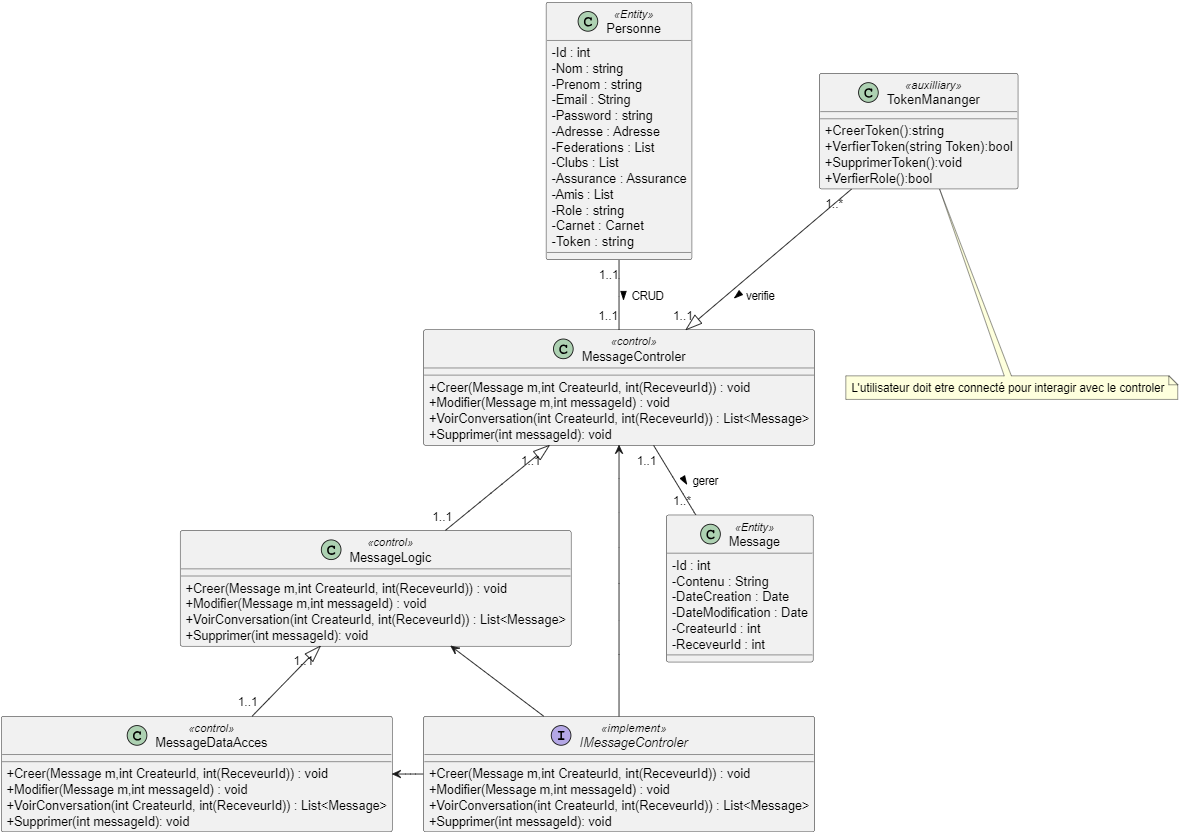 «Entity»
C Personne
-Id : int
-Nom : string
-Prenom : string
-Email : String
-Password : string
-Adresse : Adresse
-Federations : List
-Clubs : List
-Assurance : Assurance
-Amis : List
-Role : string
-Carnet : Carnet
-Token : string
«auxilliary»
C TokenMananger
+CreerToken():string
+VerfierToken(string Token):bool
+SupprimerToken():void
+VerfierRole():bool
1..*
1..1
CRUD
verifie
1..1
1..1
«control»
C MessageControler
+Creer(Message m,int CreateurId, int(ReceveurId)) : void
+Modifier(Message m,int messageId) : void
+VoirConversation(int CreateurId, int(ReceveurId)) : List<Message>
+Supprimer(int messageId): void
L'utilisateur doit etre connecté pour interagir avec le controler
1..1
1..1
gerer
1..*
1..1
«control»
C MessageLogic
+Creer(Message m,int CreateurId, int(ReceveurId)) : void
+Modifier(Message m,int messageId) : void
+VoirConversation(int CreateurId, int(ReceveurId)) : List<Message>
+Supprimer(int messageId): void
«Entity»
C Message
-Id : int
-Contenu : String
-DateCreation : Date
-DateModification : Date
-CreateurId : int
-ReceveurId : int
1..1
1..1
«control»
C MessageDataAcces
+Creer(Message m,int CreateurId, int(ReceveurId)) : void
+Modifier(Message m,int messageId) : void
+VoirConversation(int CreateurId, int(ReceveurId)) : List<Message>
+Supprimer(int messageId): void
«implement»
I IMessageControler
+Creer(Message m,int CreateurId, int(ReceveurId)) : void
+Modifier(Message m,int messageId) : void
+VoirConversation(int CreateurId, int(ReceveurId)) : List<Message>
+Supprimer(int messageId): void